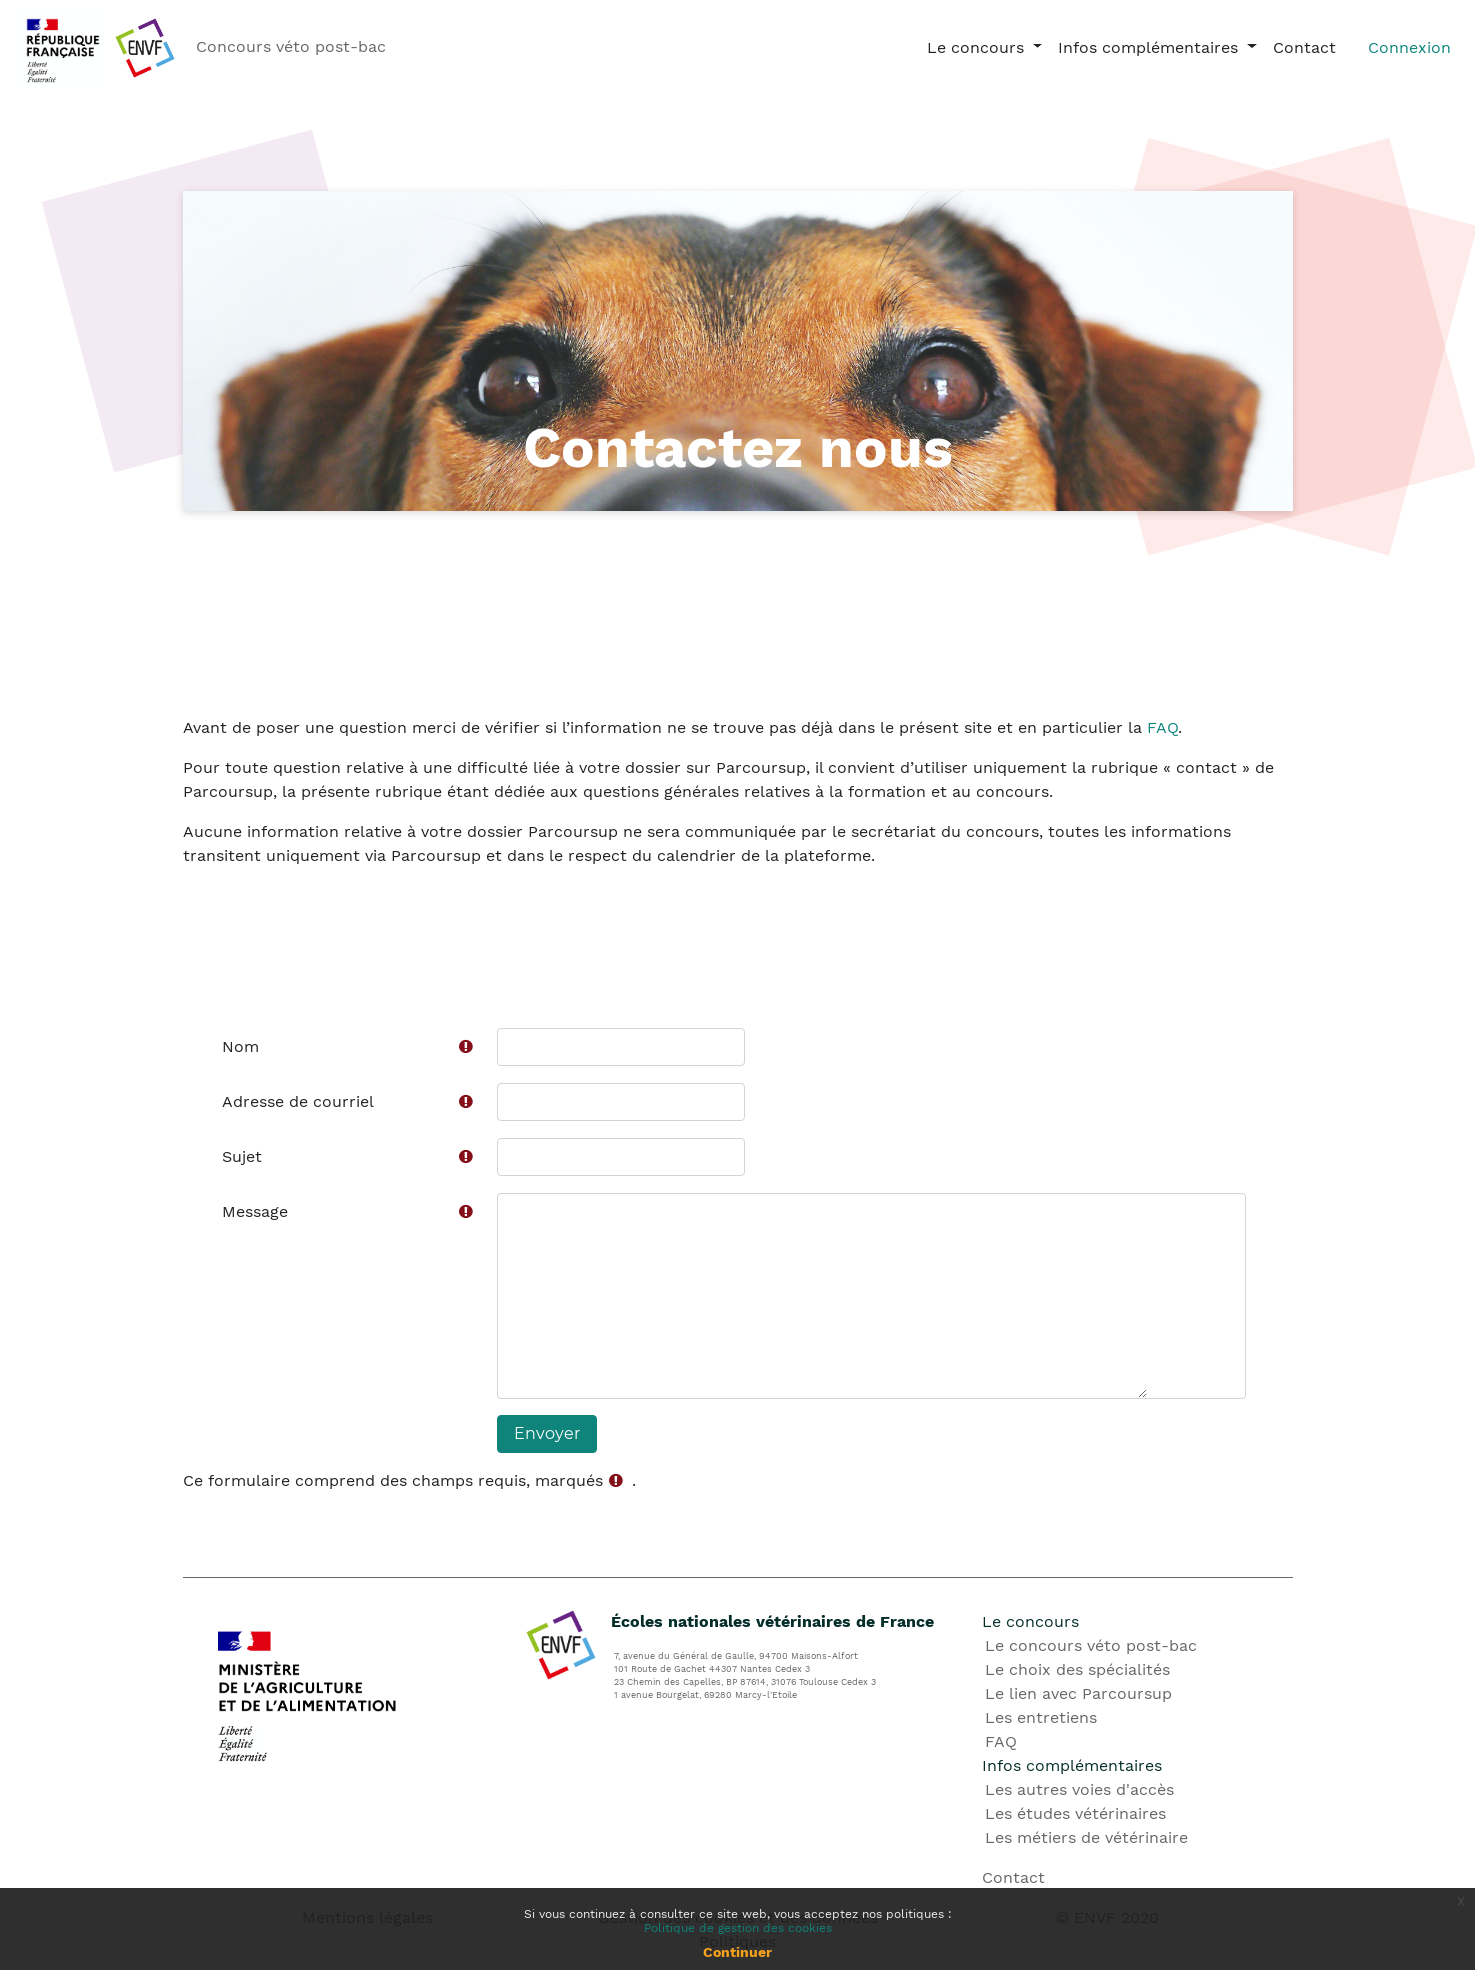 RÉPUBLIQUE
FRANÇAISE
Liberté
Égalité
Fraternité
ENVF
Concours véto post-bac
Le concours
Infos complémentaires
Contact
Connexion
Contactez nous
Avant de poser une question merci de vérifier si l’information ne se trouve pas déjà dans le présent site et en particulier la FAQ.
Pour toute question relative à une difficulté liée à votre dossier sur Parcoursup, il convient d’utiliser uniquement la rubrique « contact » de
Parcoursup, la présente rubrique étant dédiée aux questions générales relatives à la formation et au concours.
Aucune information relative à votre dossier Parcoursup ne sera communiquée par le secrétariat du concours, toutes les informations
transitent uniquement via Parcoursup et dans le respect du calendrier de la plateforme.
Nom
Adresse de courriel
Sujet
Message
Envoyer
Ce formulaire comprend des champs requis, marqués .
MINISTÈRE
DE L’AGRICULTURE
ET DE L’ALIMENTATION
Liberté
Égalité
Fraternité
ENVF
Écoles nationales vétérinaires de France
7, avenue du Général de Gaulle, 94700 Maisons-Alfort
101 Route de Gachet 44307 Nantes Cedex 3
23 Chemin des Capelles, BP 87614, 31076 Toulouse Cedex 3
1 avenue Bourgelat, 69280 Marcy-l'Etoile
Le concours
Le concours véto post-bac
Le choix des spécialités
Le lien avec Parcoursup
Les entretiens
FAQ
Infos complémentaires
Les autres voies d'accès
Les études vétérinaires
Les métiers de vétérinaire
Contact
x
Si vous continuez à consulter ce site web, vous acceptez nos politiques :
Politique de gestion des cookies
Continuer
Mentions légales
Politiques
© ENVF 2020